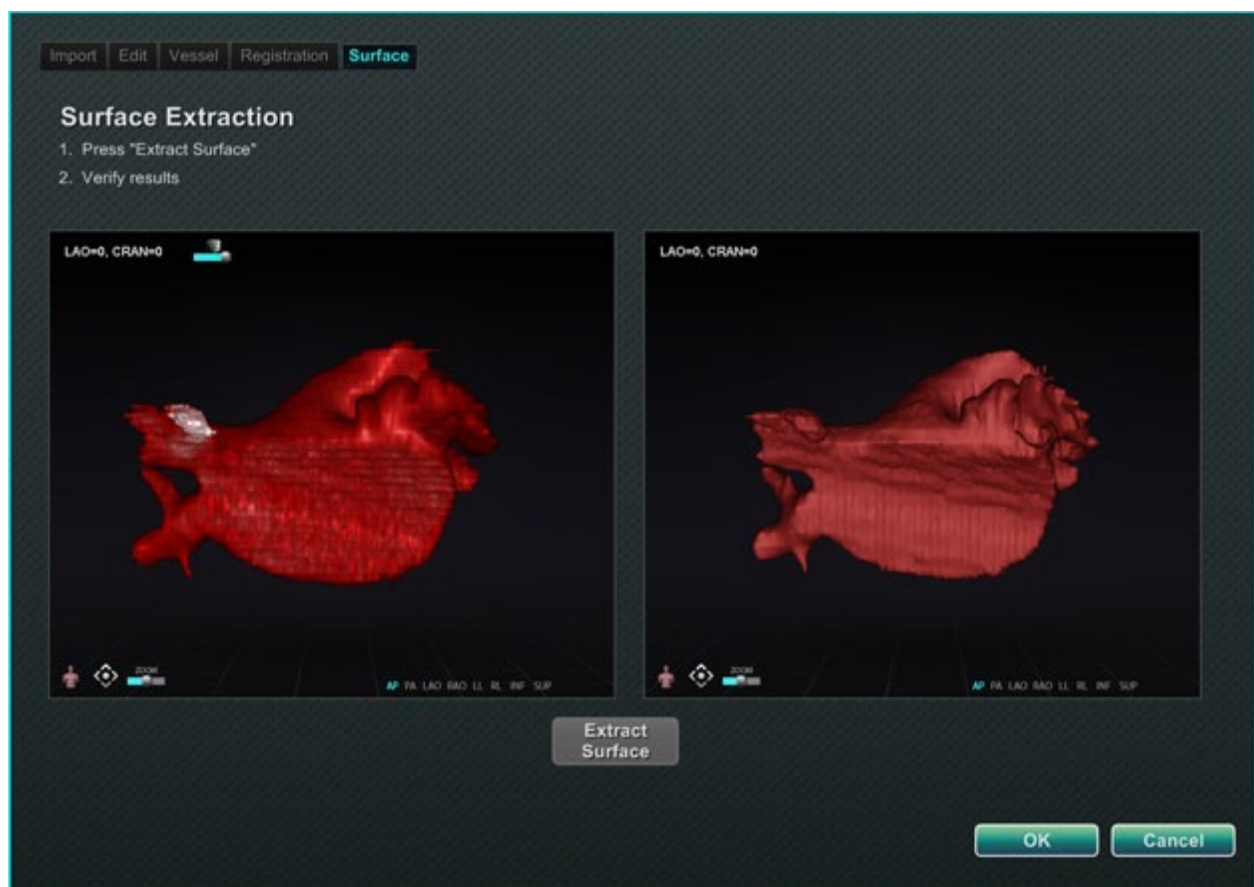 Import Edit Vessel Registration Surface
Surface Extraction
1. Press "Extract Surface"
2. Verify results
LAO=0, CRAN=0
LAO=0, CRAN=0
ZOOM
AP PA LAO RAO LL RL INF SUP
ZOOM
AP PA LAO RAO LL RL INF SUP
Extract
Surface
OK Cancel